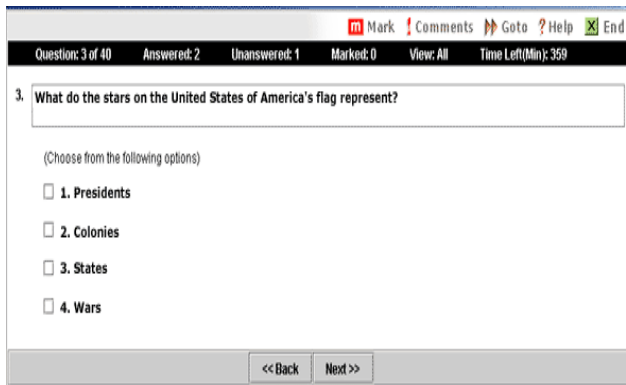 m Mark ! Comments Goto ? Help X End
Question: 3 of 40 Answered: 2 Unanswered: 1 Marked: 0 View: All Time Left(Min): 359
3. What do the stars on the United States of America's flag represent?
(Choose from the following options)
1. Presidents
2. Colonies
3. States
4. Wars
<< Back Next >>